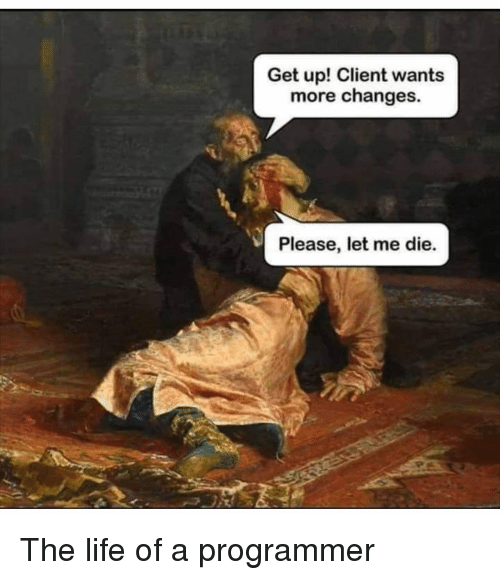 Get up! Client wants
more changes.
Please, let me die.
The life of a programmer